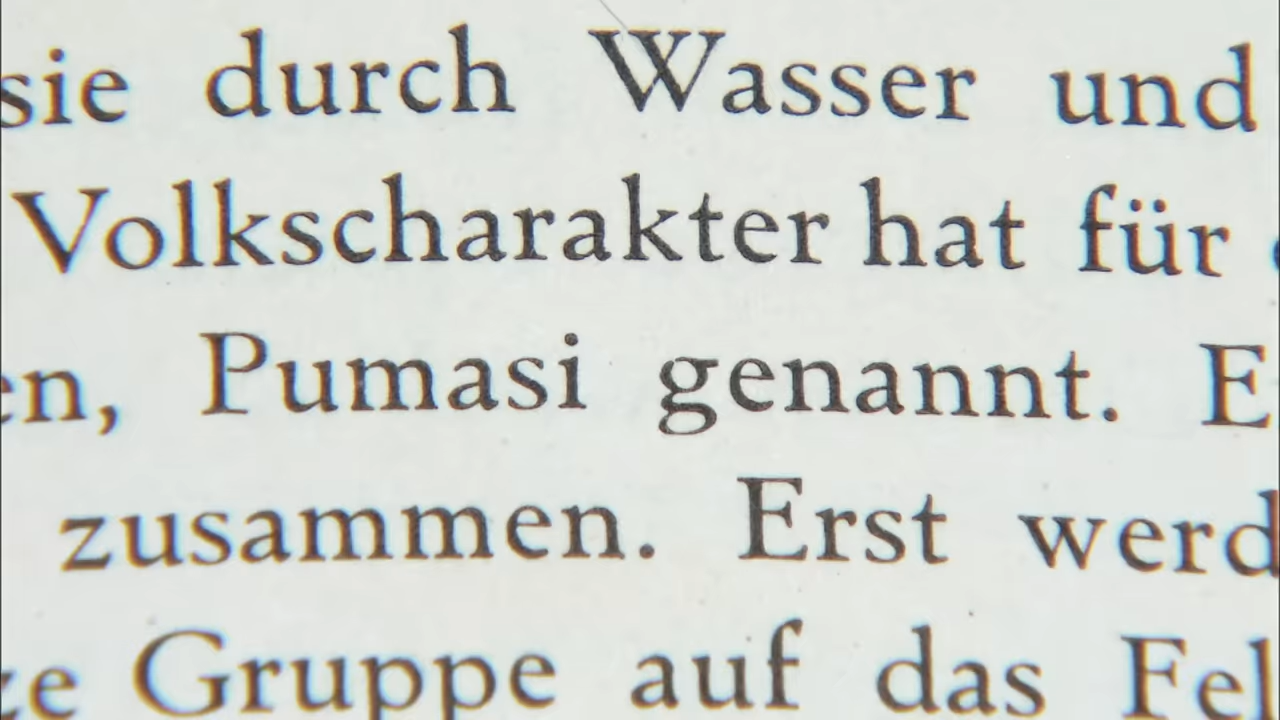 sie durch Wasser und
Volkscharakter hat für
en, Pumasi genannt. E
zusammen. Erst werd
ze Gruppe auf das Fel